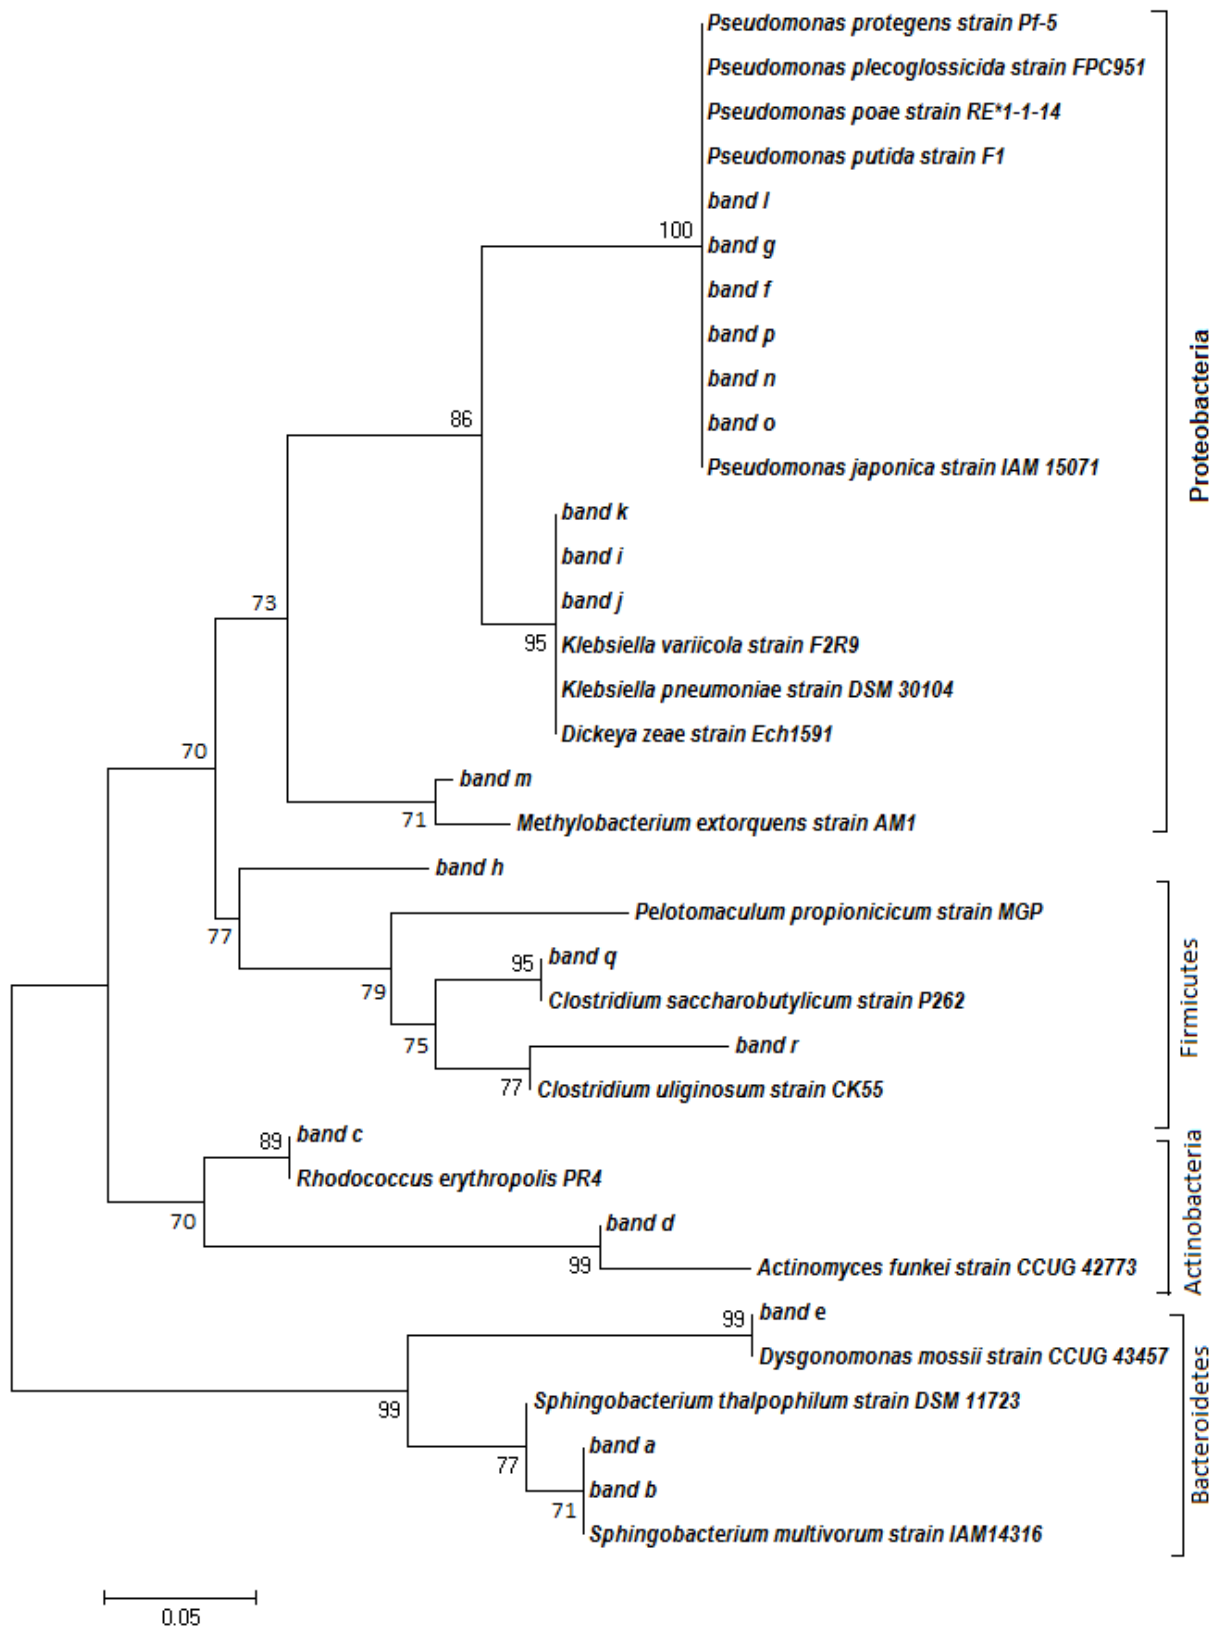 Pseudomonas protegens strain Pf-5
Pseudomonas plecoglossicida strain FPC951
Pseudomonas poae strain RE*1-1-14
Pseudomonas putida strain F1
band l
100
band g
band f
band p
band n
86
band o
Pseudomonas japonica strain IAM 15071
Proteobacteria
band k
band i
73
band j
95
Klebsiella variicola strain F2R9
Klebsiella pneumoniae strain DSM 30104
Dickeya zeae strain Ech1591
70
band m
71
Methylobacterium extorquens strain AM1
band h
77
Pelotomaculum propionicicum strain MGP
95
band q
79
Clostridium saccharobutylicum strain P262
75
band r
77
Clostridium uliginosum strain CK55
Firmicutes
89
band c
Rhodococcus erythropolis PR4
70
band d
99
Actinomyces funkei strain CCUG 42773
Actinobacteria
99
band e
Dysgonomonas mossii strain CCUG 43457
99
Sphingobacterium thalpophilum strain DSM 11723
77
band a
band b
71
Sphingobacterium multivorum strain IAM14316
Bacteroidetes
0.05